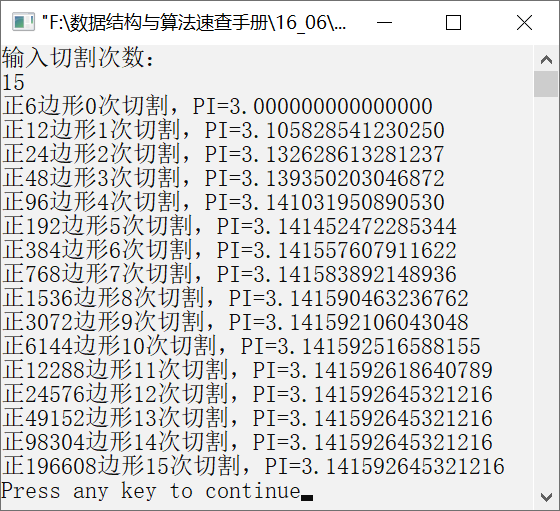 "F:\数据结构与算法速查手册\16_06\...
输入切割次数：
15
正6边形0次切割，PI=3.000000000000000
正12边形1次切割，PI=3.105828541230250
正24边形2次切割，PI=3.132628613281237
正48边形3次切割，PI=3.139350203046872
正96边形4次切割，PI=3.141031950890530
正192边形5次切割，PI=3.141452472285344
正384边形6次切割，PI=3.141557607911622
正768边形7次切割，PI=3.141583892148936
正1536边形8次切割，PI=3.141590463236762
正3072边形9次切割，PI=3.141592106043048
正6144边形10次切割，PI=3.141592516588155
正12288边形11次切割，PI=3.141592618640789
正24576边形12次切割，PI=3.141592645321216
正49152边形13次切割，PI=3.141592645321216
正98304边形14次切割，PI=3.141592645321216
正196608边形15次切割，PI=3.141592645321216
Press any key to continue